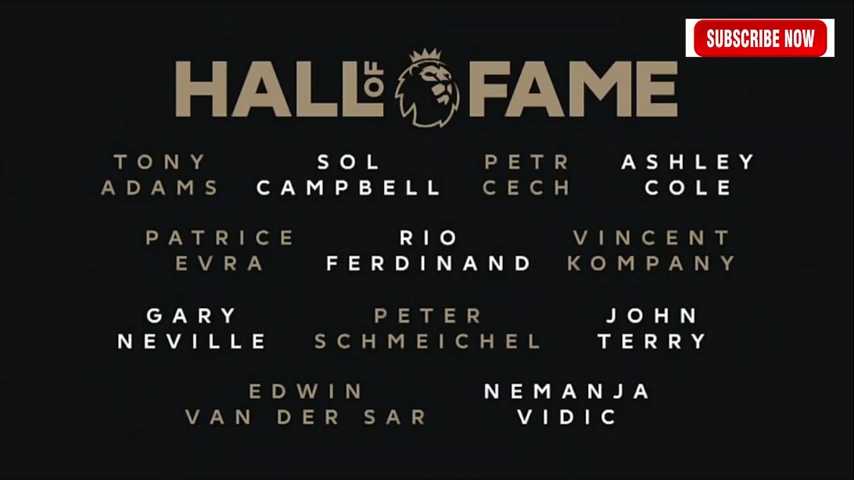 SUBSCRIBE NOW
HALL OF FAME
TONY ADAMS
SOL CAMPBELL
PETR CECH
ASHLEY COLE
PATRICE EVRA
RIO FERDINAND
VINCENT KOMPANY
GARY NEVILLE
PETER SCHMEICHEL
JOHN TERRY
EDWIN VAN DER SAR
NEMANJA VIDIC